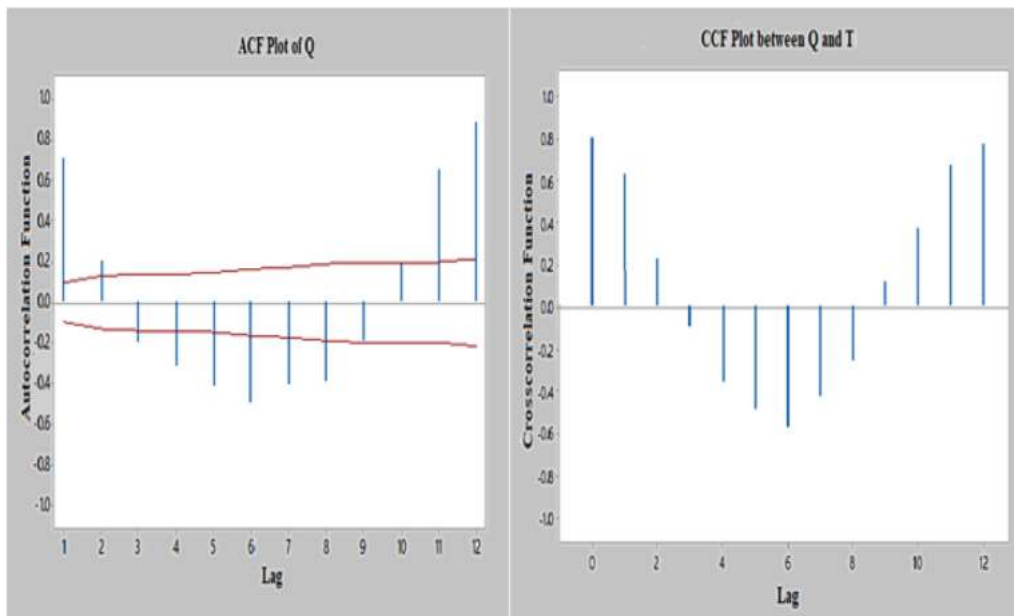 ACF Plot of Q
Autocorrelation Function
1.0
0.8
0.6
0.4
0.2
0.0
-0.2
-0.4
-0.6
-0.8
-1.0
1 2 3 4 5 6 7 8 9 10 11 12
Lag
CCF Plot between Q and T
Crosscorrelation Function
1.0
0.8
0.6
0.4
0.2
0.0
-0.2
-0.4
-0.6
-0.8
-1.0
0 2 4 6 8 10 12
Lag